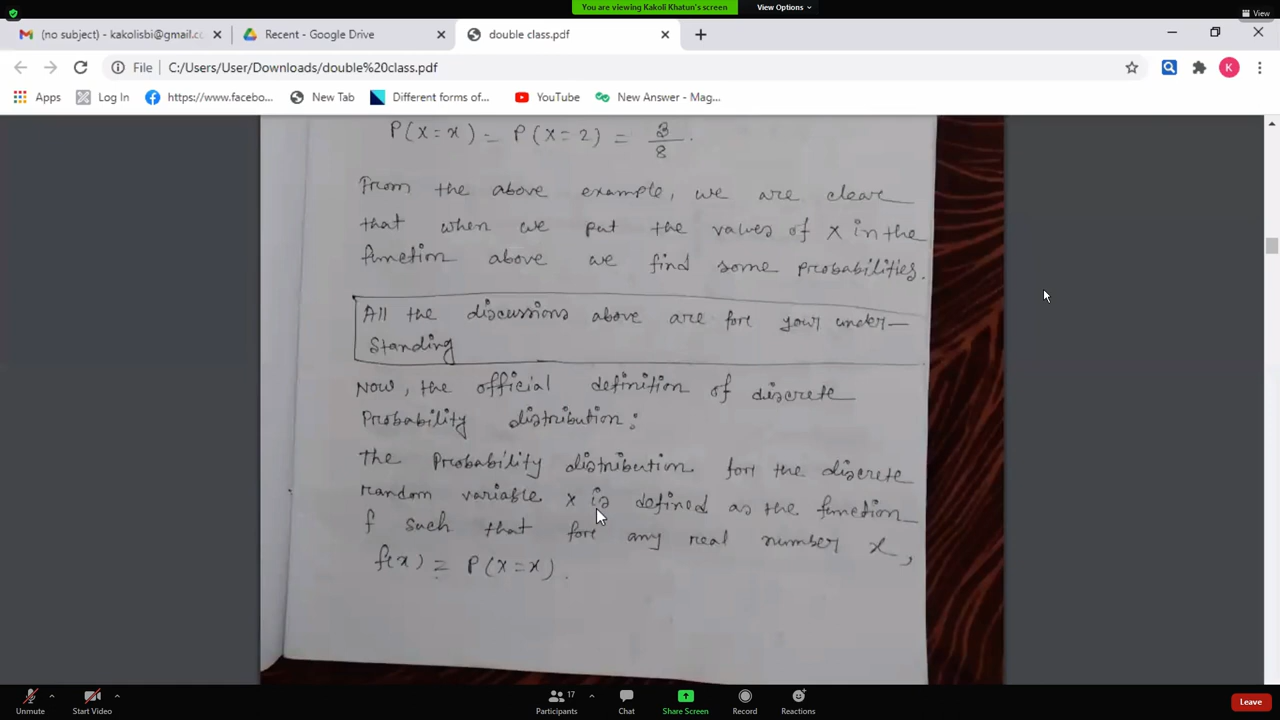 You are viewing Kakoli Khatun's screen
View Options
View
(no subject) - kakolisbi@gmail.cc
Recent - Google Drive
double class.pdf
File
C:/Users/User/Downloads/double%20class.pdf
K
Apps
Log In
https://www.facebo...
New Tab
Different forms of...
YouTube
New Answer - Mag...
P(X=x) = P(X=2) = 3/8.
From the above example, we are clear
that when we put the values of x in the
function above we find some probabilities.
All the discussions above are for your under-
standing
Now, the official definition of discrete
Probability distribution:
The Probability distribution for the discrete
random variable X is defined as the function
f such that for any real number x,
f(x) = P(X=x).
Unmute
Start Video
17
Participants
Chat
Share Screen
Record
Reactions
Leave